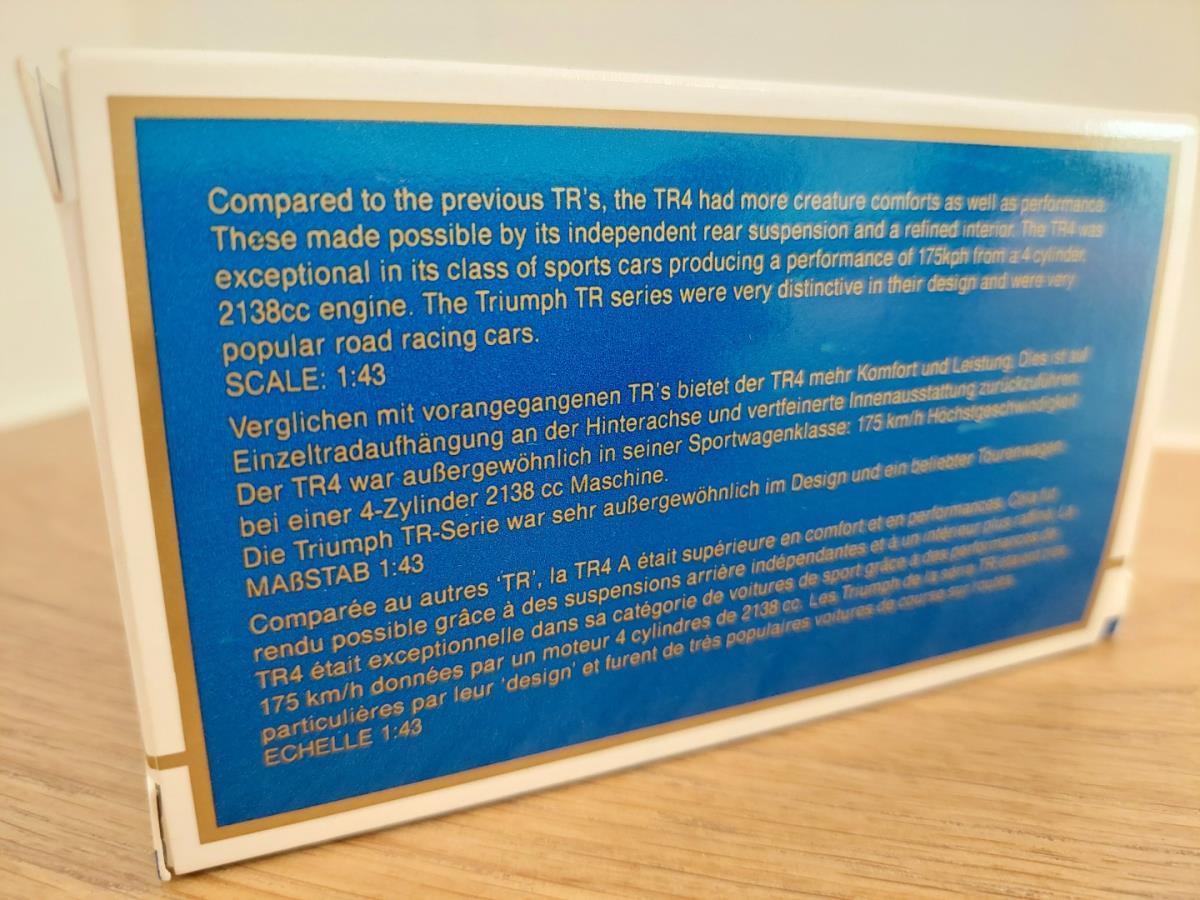 Compared to the previous TR's, the TR4 had more creature comforts as well as performance.
These made possible by its independent rear suspension and a refined interior. The TR4 was
exceptional in its class of sports cars producing a performance of 175kph from a 4 cylinder,
2138cc engine. The Triumph TR series were very distinctive in their design and were very
popular road racing cars.
SCALE: 1:43
Verglichen mit vorangegangenen TR's bietet der TR4 mehr Komfort und Leistung. Dies ist auf
Einzeltradaufhängung an der Hinterachse und vertfeinerte Innenausstattung zurückzuführen.
Der TR4 war außergewöhnlich in seiner Sportwagenklasse: 175 km/h Höchstgeschwindigkeit
bei einer 4-Zylinder 2138 cc Maschine.
Die Triumph TR-Serie war sehr außergewöhnlich im Design und ein beliebter Tourenwagen.
MAßSTAB 1:43
Comparée au autres 'TR', la TR4 A était supérieure en comfort et en performances. Cela fut
rendu possible grâce à des suspensions arrière indépendantes et à un intérieur plus raffiné. La
TR4 était exceptionnelle dans sa catégorie de voitures de sport grâce à des performances de
175 km/h données par un moteur 4 cylindres de 2138 cc. Les Triumph de la série TR étaient très
particulières par leur 'design' et furent de très populaires voitures de course sur routes.
ECHELLE 1:43